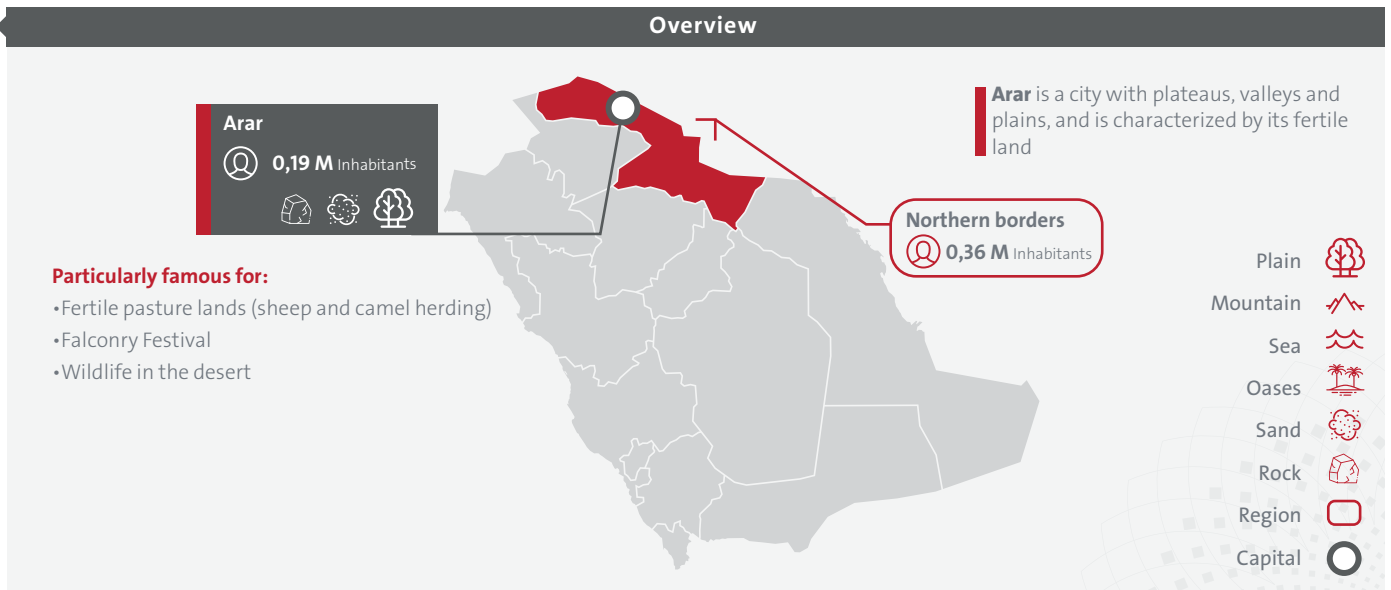 Overview
Arar
0,19 M Inhabitants
Particularly famous for:
•Fertile pasture lands (sheep and camel herding)
•Falconry Festival
•Wildlife in the desert
Arar is a city with plateaus, valleys and
plains, and is characterized by its fertile
land
Northern borders
0,36 M Inhabitants
Plain
Mountain
Sea
Oases
Sand
Rock
Region
Capital